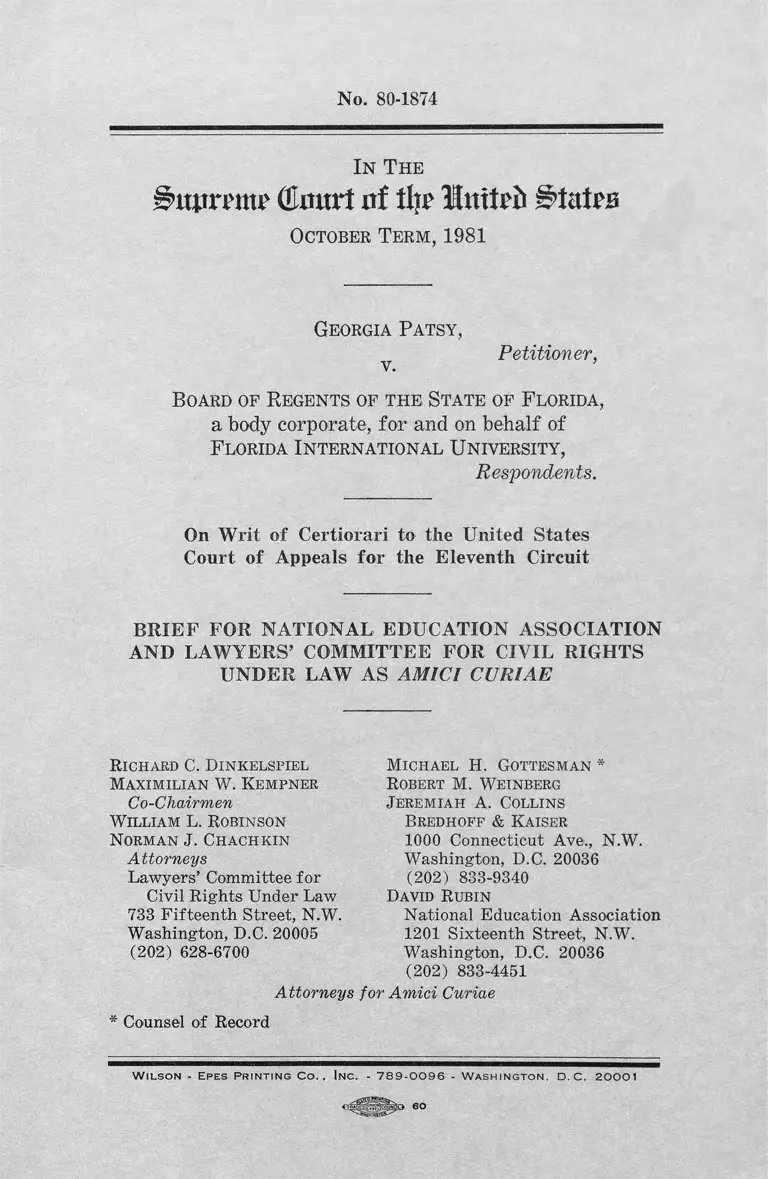 No. 80-1874
IN THE
Supreme Court of the United States
OCTOBER TERM, 1981
GEORGIA PATSY,
Petitioner,
v.
BOARD OF REGENTS OF THE STATE OF FLORIDA,
a body corporate, for and on behalf of
FLORIDA INTERNATIONAL UNIVERSITY,
Respondents.
On Writ of Certiorari to the United States
Court of Appeals for the Eleventh Circuit
BRIEF FOR NATIONAL EDUCATION ASSOCIATION
AND LAWYERS' COMMITTEE FOR CIVIL RIGHTS
UNDER LAW AS AMICI CURIAE
RICHARD C. DINKELSPIEL
MAXIMILIAN W. KEMPNER
Co-Chairmen
WILLIAM L. ROBINSON
NORMAN J. CHACHKIN
Attorneys
Lawyers' Committee for
Civil Rights Under Law
733 Fifteenth Street, N.W.
Washington, D.C. 20005
(202) 628-6700
MICHAEL H. GOTTESMAN *
ROBERT M. WEINBERG
JEREMIAH A. COLLINS
BREDHOFF & KAISER
1000 Connecticut Ave., N.W.
Washington, D.C. 20036
(202) 833-9340
DAVID RUBIN
National Education Association
1201 Sixteenth Street, N.W.
Washington, D.C. 20036
(202) 833-4451
Attorneys for Amici Curiae
* Counsel of Record
WILSON - EPES PRINTING CO., INC. - 789-0096 - WASHINGTON, D.C. 20001
60